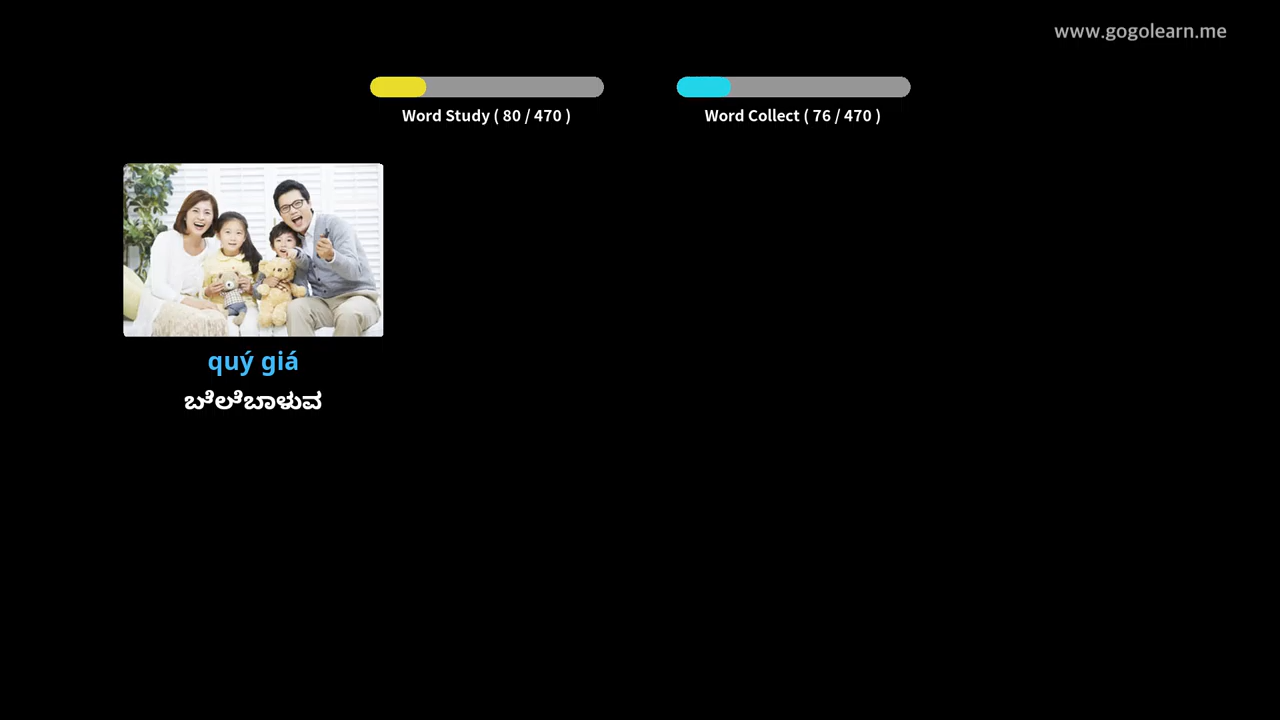 www.gogolearn.me
Word Study ( 80 / 470 )
Word Collect ( 76 / 470 )
quý giá
ಬೆಲೆಬಾಳುವ